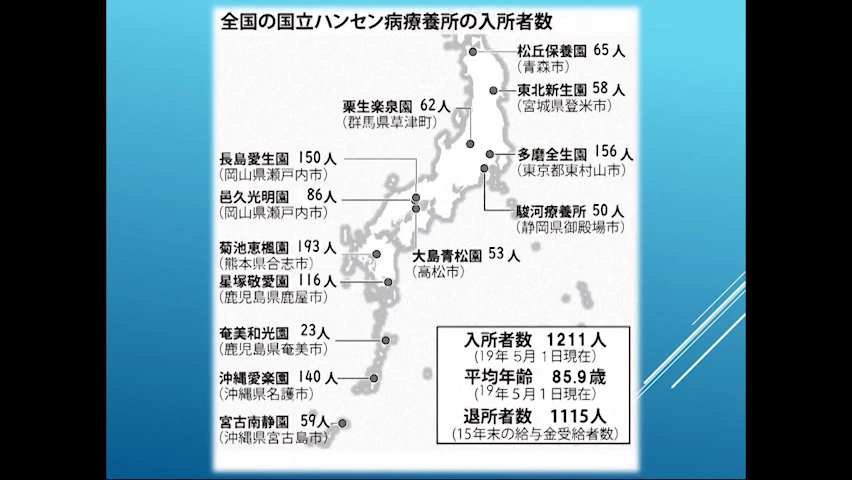 全国の国立ハンセン病療養所の入所者数
松丘保養園 65人
(青森市)
東北新生園 58人
(宮城県登米市)
栗生楽泉園 62人
(群馬県草津町)
長島愛生園 150人
(岡山県瀬戸内市)
多磨全生園 156人
(東京都東村山市)
邑久光明園 86人
(岡山県瀬戸内市)
駿河療養所 50人
(静岡県御殿場市)
菊池恵楓園 193人
(熊本県合志市)
大島青松園 53人
(高松市)
星塚敬愛園 116人
(鹿児島県鹿屋市)
奄美和光園 23人
(鹿児島県奄美市)
沖縄愛楽園 140人
(沖縄県名護市)
宮古南静園 59人
(沖縄県宮古島市)
入所者数 1211人
(19年5月1日現在)
平均年齢 85.9歳
(19年5月1日現在)
退所者数 1115人
(15年末の給与金受給者数)